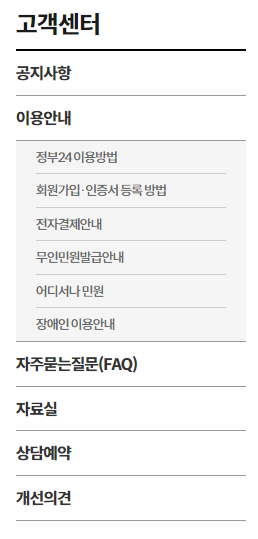 고객센터
공지사항
이용안내
정부24 이용방법
회원가입·인증서 등록 방법
전자결제안내
무인민원발급안내
어디서나 민원
장애인 이용안내
자주묻는질문(FAQ)
자료실
상담예약
개선의견